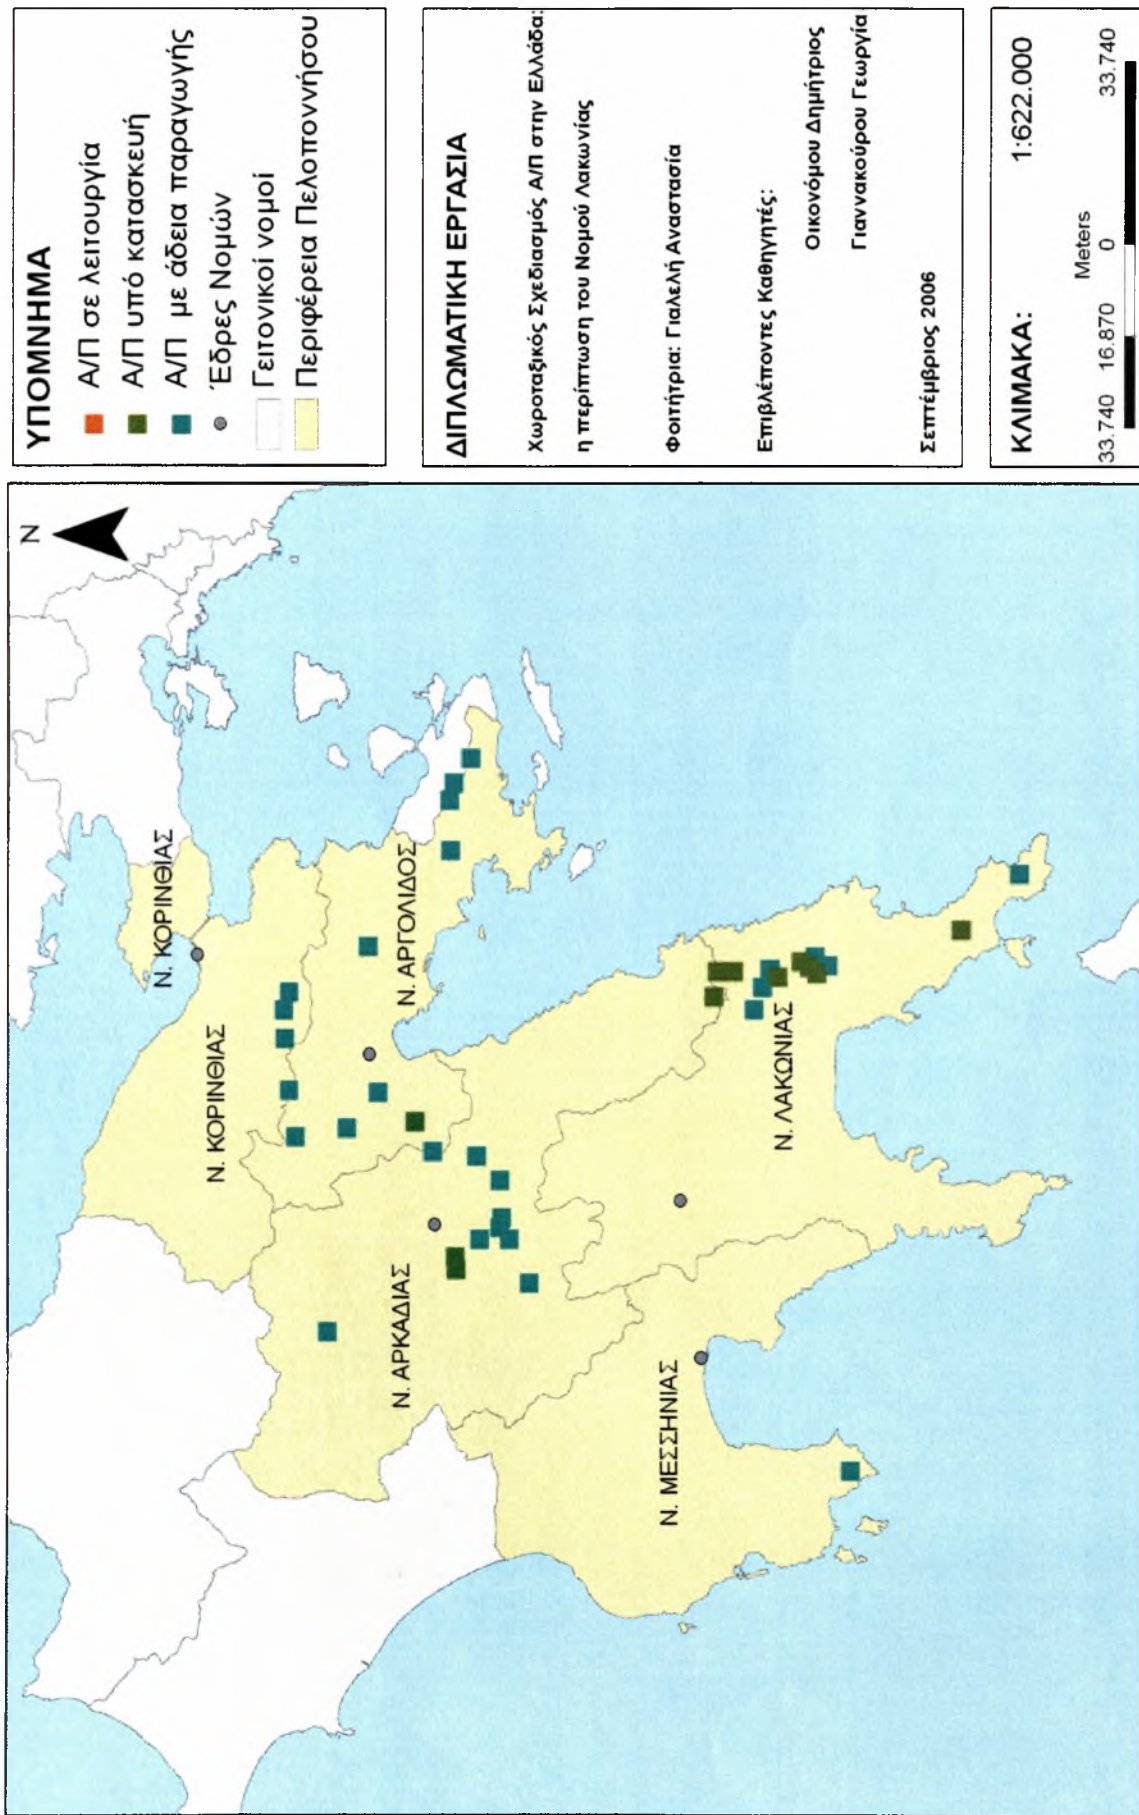 N
Ν. ΚΟΡΙΝΘΙΑΣ
Ν. ΚΟΡΙΝΘΙΑΣ
Ν. ΑΡΓΟΛΙΔΟΣ
Ν. ΑΡΚΑΔΙΑΣ
Ν. ΜΕΣΣΗΝΙΑΣ
Ν. ΛΑΚΩΝΙΑΣ
ΥΠΟΜΝΗΜΑ
Α/Π σε λειτουργία
Α/Π υπό κατασκευή
Α/Π με άδεια παραγωγής
Έδρες Νομών
Γειτονικοί νομοί
Περιφέρεια Πελοποννήσου
ΔΙΠΛΩΜΑΤΙΚΗ ΕΡΓΑΣΙΑ
Χωροταξικός Σχεδιασμός Α/Π στην Ελλάδα:
η περίπτωση του Νομού Λακωνίας
Φοιτήτρια: Γιαλελή Αναστασία
Επιβλέποντες Καθηγητές:
Οικονόμου Δημήτριος
Γιαννακούρου Γεωργία
Σεπτέμβριος 2006
ΚΛΙΜΑΚΑ: 1:622.000
Meters
33.740 16.870 0 33.740